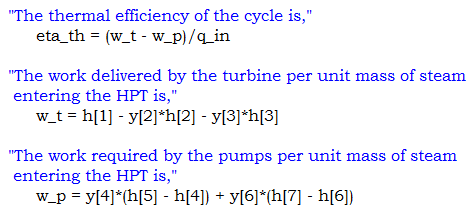 "The thermal efficiency of the cycle is,"
eta_th = (w_t - w_p)/q_in
"The work delivered by the turbine per unit mass of steam
entering the HPT is,"
w_t = h[1] - y[2]*h[2] - y[3]*h[3]
"The work required by the pumps per unit mass of steam
entering the HPT is,"
w_p = y[4]*(h[5] - h[4]) + y[6]*(h[7] - h[6])